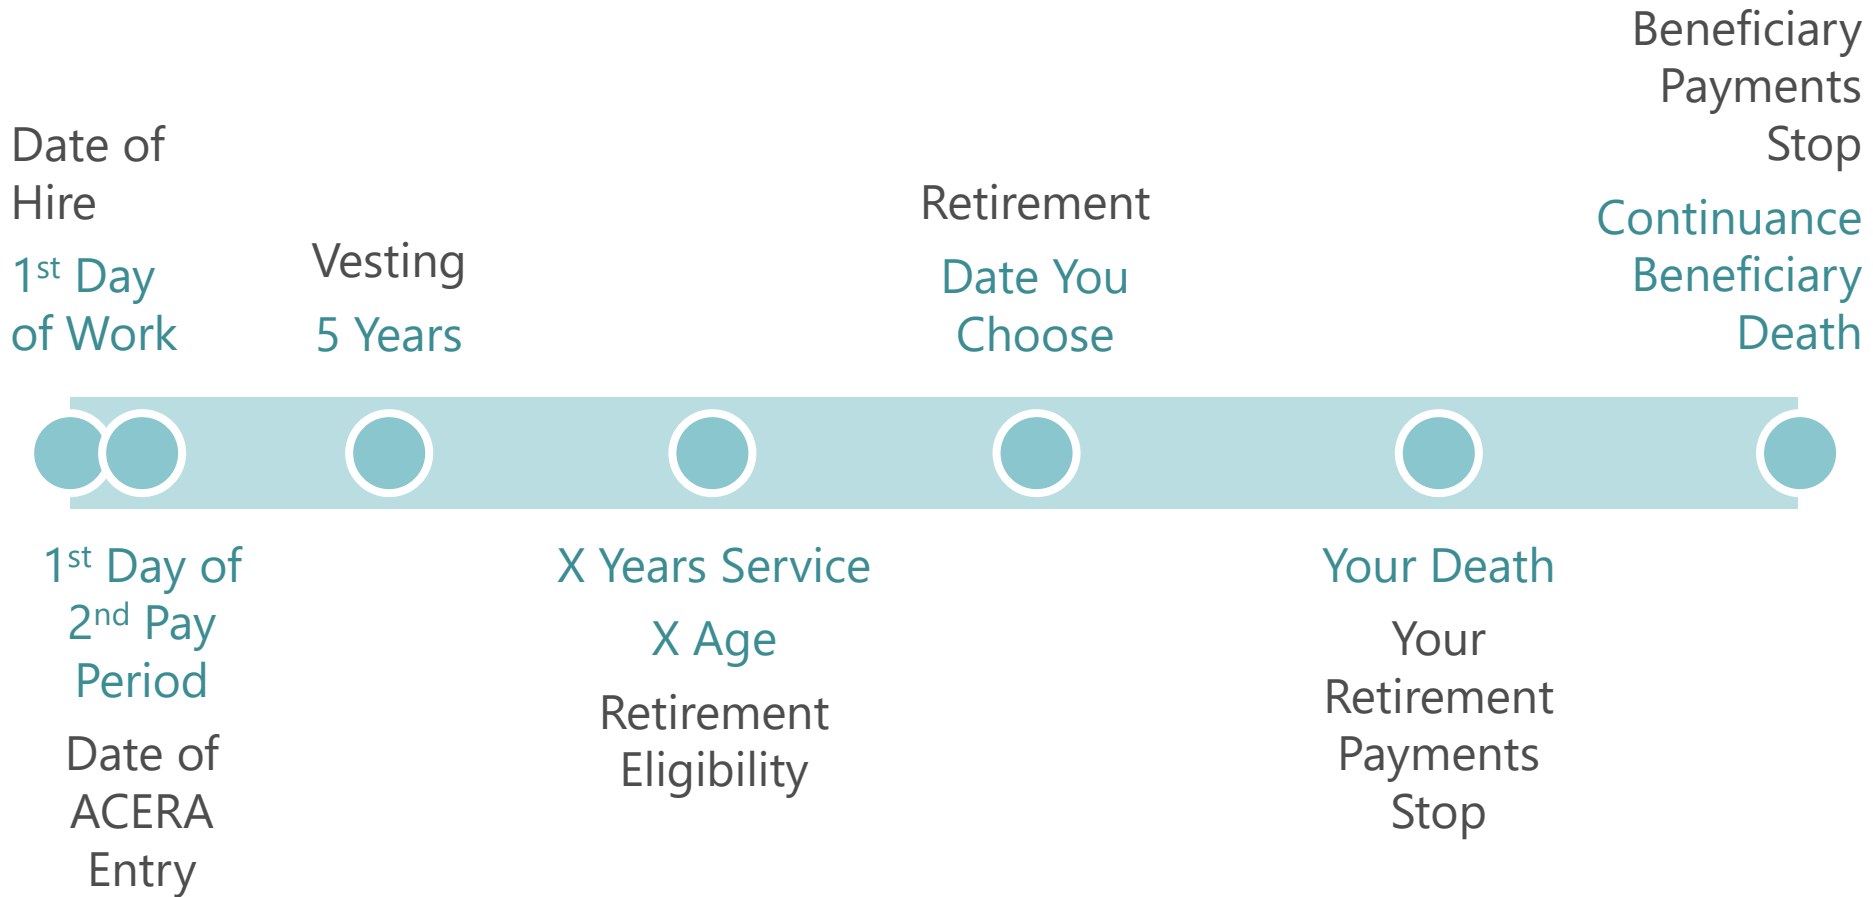 Date of
Hire
1st Day
of Work
1st Day of
2nd Pay
Period
Date of
ACERA
Entry
Vesting
5 Years
X Years Service
X Age
Retirement
Eligibility
Retirement
Date You
Choose
Your Death
Your
Retirement
Payments
Stop
Beneficiary
Payments
Stop
Continuance
Beneficiary
Death